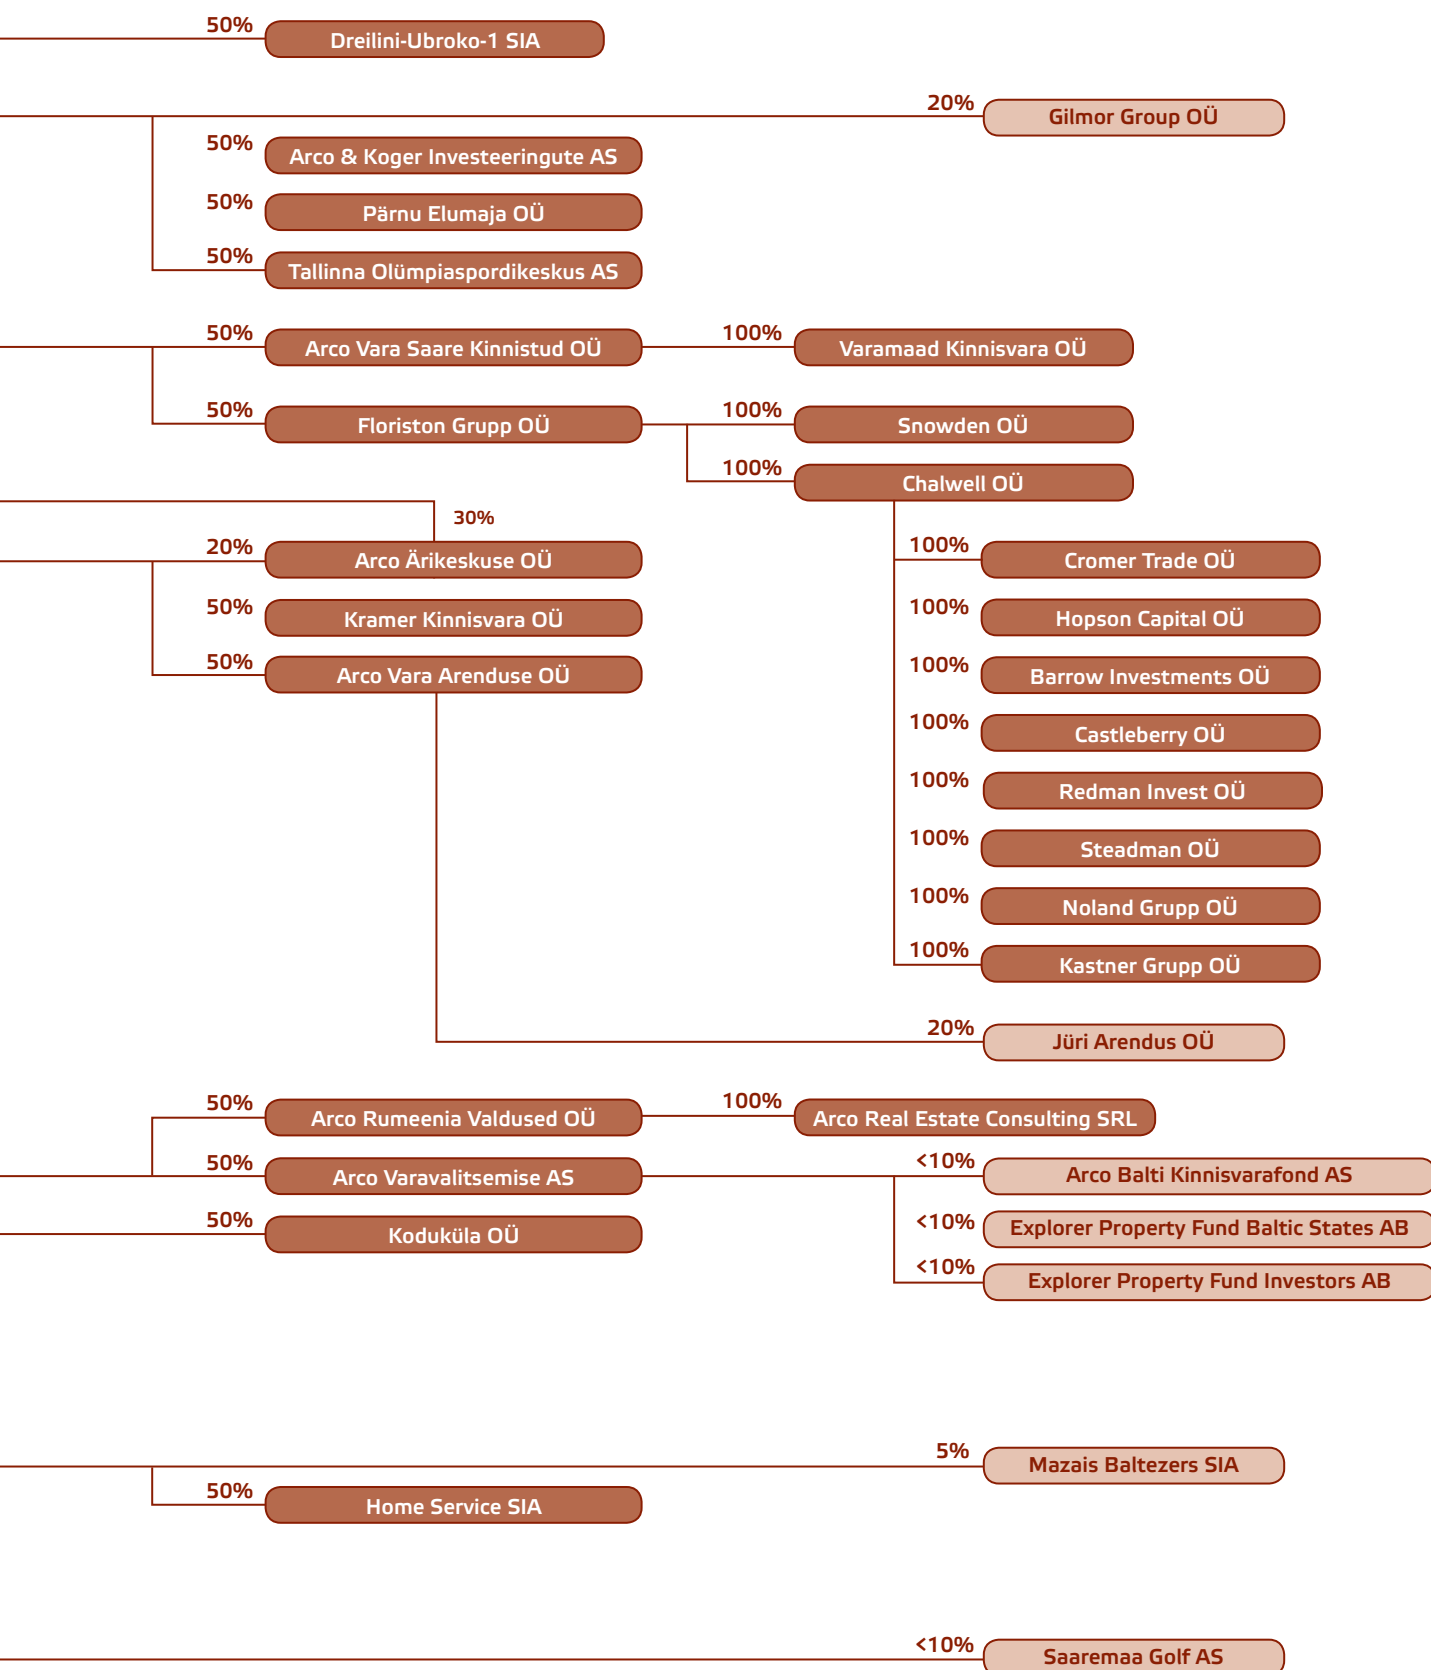 50% Dreilini-Ubroko-1 SIA
20% Gilmor Group OÜ
50% Arco & Koger Investeeringute AS
50% Pärnu Elumaja OÜ
50% Tallinna Olümpiaspordikeskus AS
50% Arco Vara Saare Kinnistud OÜ 100% Varamaad Kinnisvara OÜ
50% Floriston Grupp OÜ 100% Snowden OÜ
100% Chalwell OÜ
30%
20% Arco Ärikeskuse OÜ 100% Cromer Trade OÜ
50% Kramer Kinnisvara OÜ 100% Hopson Capital OÜ
50% Arco Vara Arenduse OÜ 100% Barrow Investments OÜ
100% Castleberry OÜ
100% Redman Invest OÜ
100% Steadman OÜ
100% Noland Grupp OÜ
100% Kastner Grupp OÜ
20% Jüri Arendus OÜ
50% Arco Rumeenia Valdused OÜ 100% Arco Real Estate Consulting SRL
50% Arco Varavalitsemise AS <10% Arco Balti Kinnisvarafond AS
50% Koduküla OÜ <10% Explorer Property Fund Baltic States AB
<10% Explorer Property Fund Investors AB
5% Mazais Baltezers SIA
50% Home Service SIA
<10% Saaremaa Golf AS